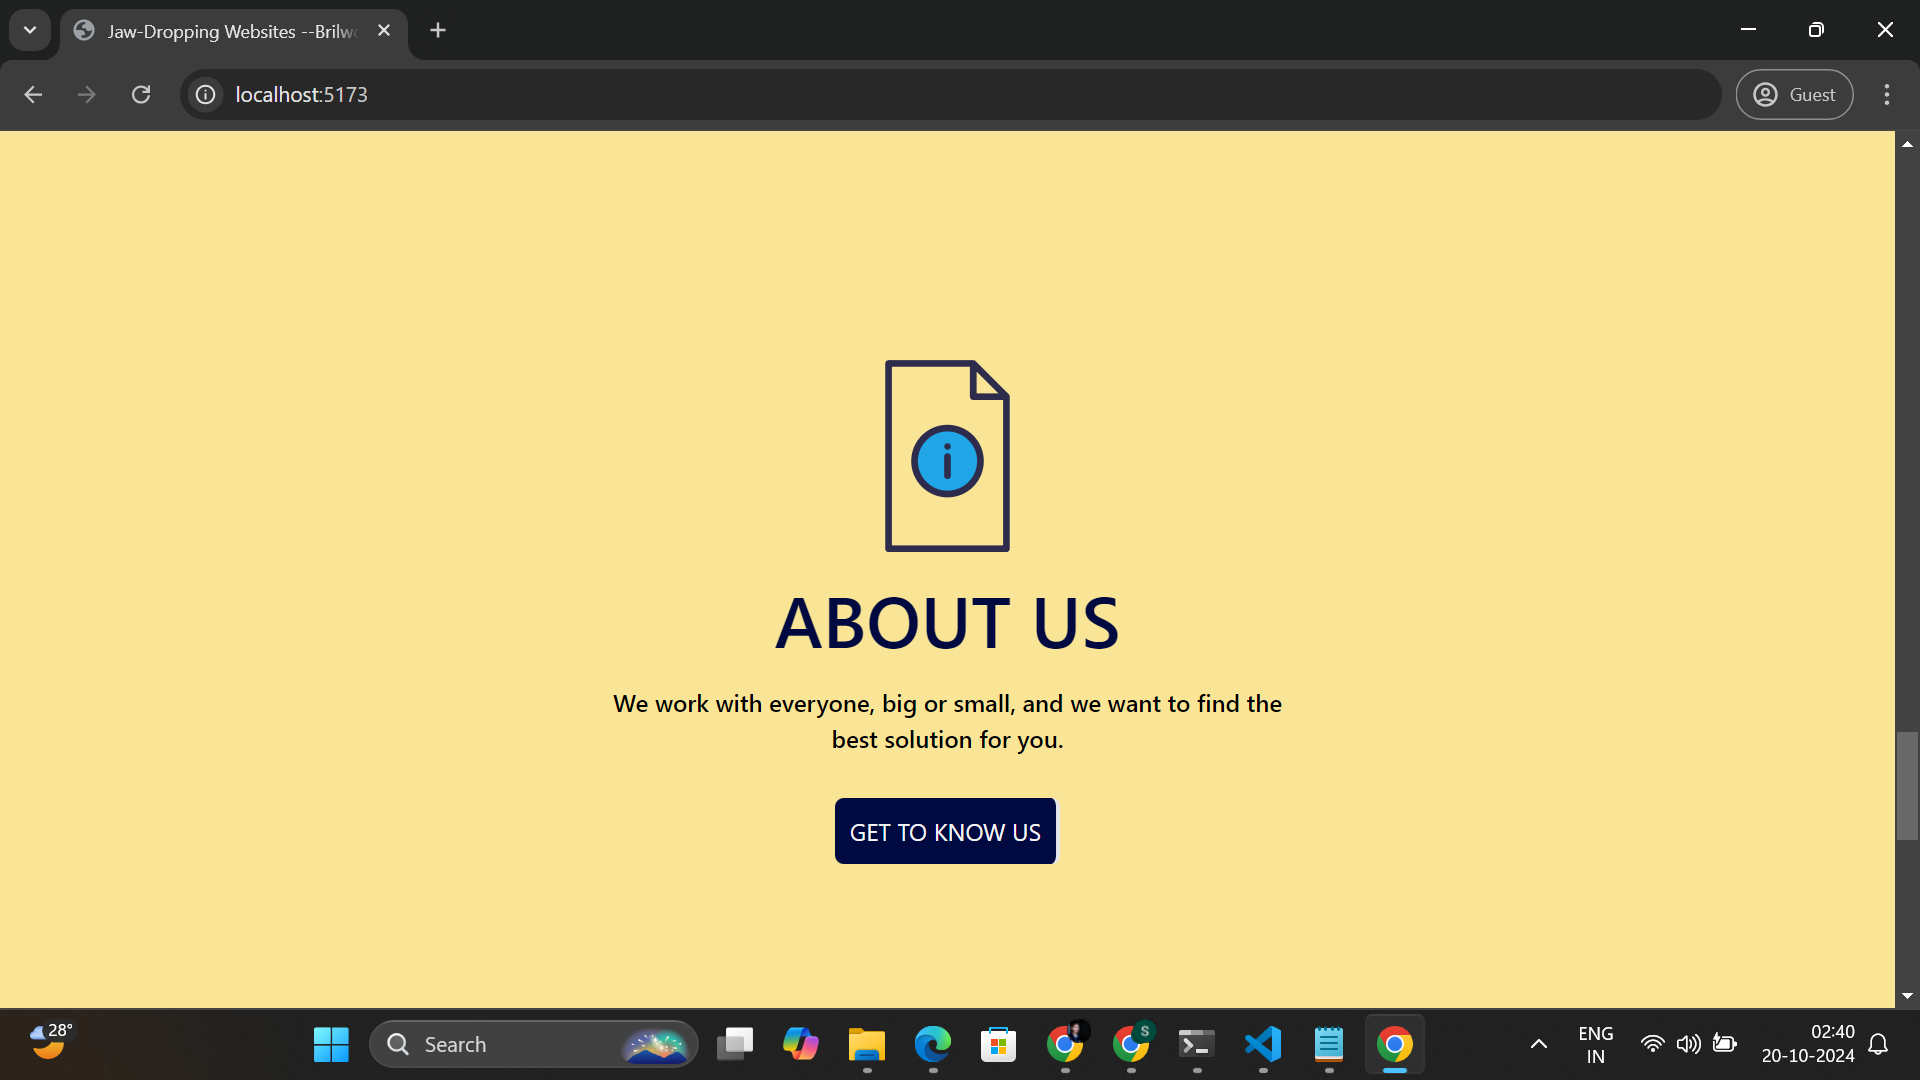 Jaw-Dropping Websites --Brilw
localhost:5173
Guest
i
ABOUT US
We work with everyone, big or small, and we want to find the
best solution for you.
GET TO KNOW US
28°
Search
S
ENG
IN
02:40
20-10-2024